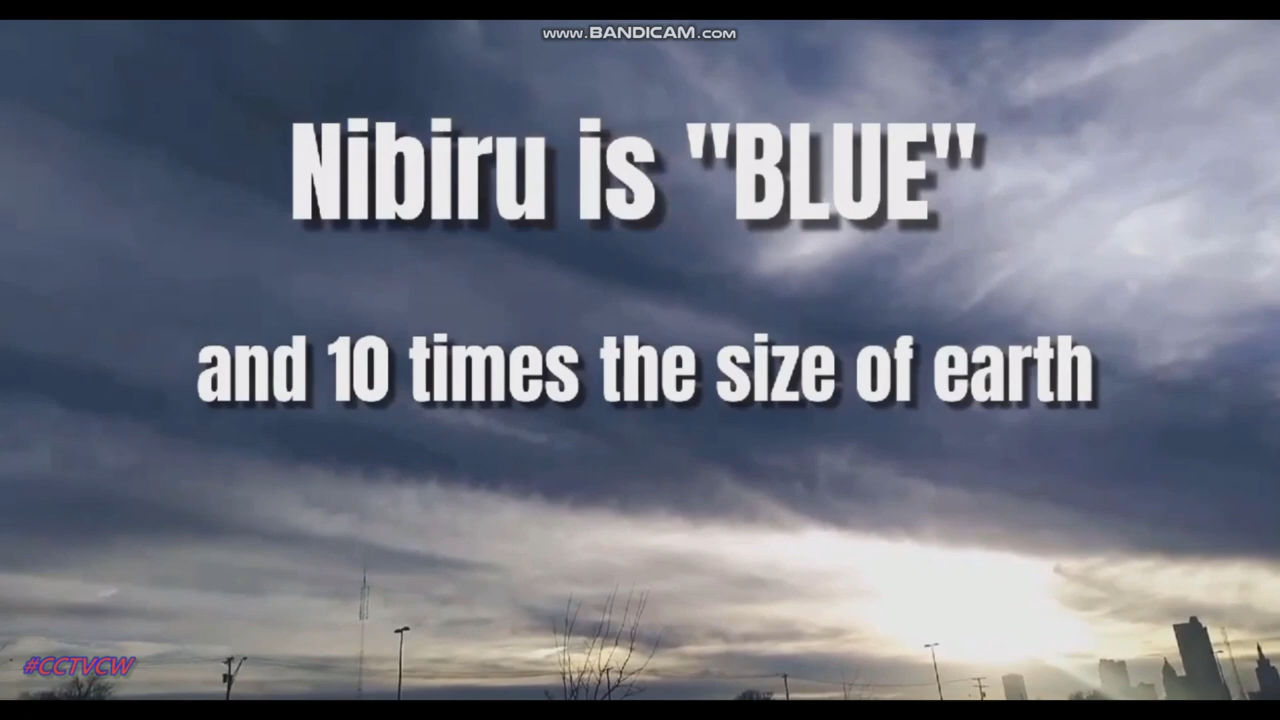 www.BANDICAM.com
Nibiru is "BLUE"
and 10 times the size of earth
#CCTVCW